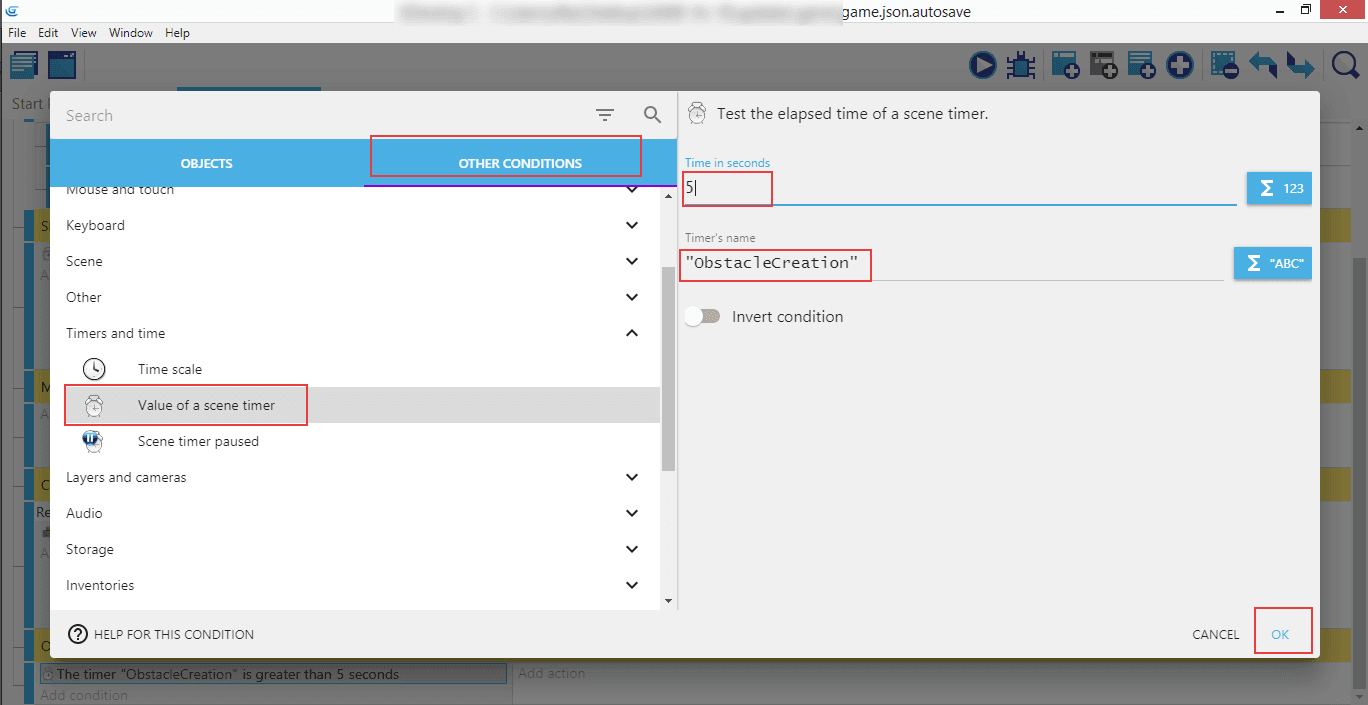 game.json.autosave
File Edit View Window Help
Start
Search
OBJECTS
OTHER CONDITIONS
Mouse and touch
Keyboard
Scene
Other
Timers and time
Time scale
Value of a scene timer
Scene timer paused
Layers and cameras
Audio
Storage
Inventories
HELP FOR THIS CONDITION
Test the elapsed time of a scene timer.
Time in seconds
5
123
Timer's name
"ObstacleCreation"
"ABC"
Invert condition
CANCEL
OK
The timer "ObstacleCreation" is greater than 5 seconds
Add action
Add condition